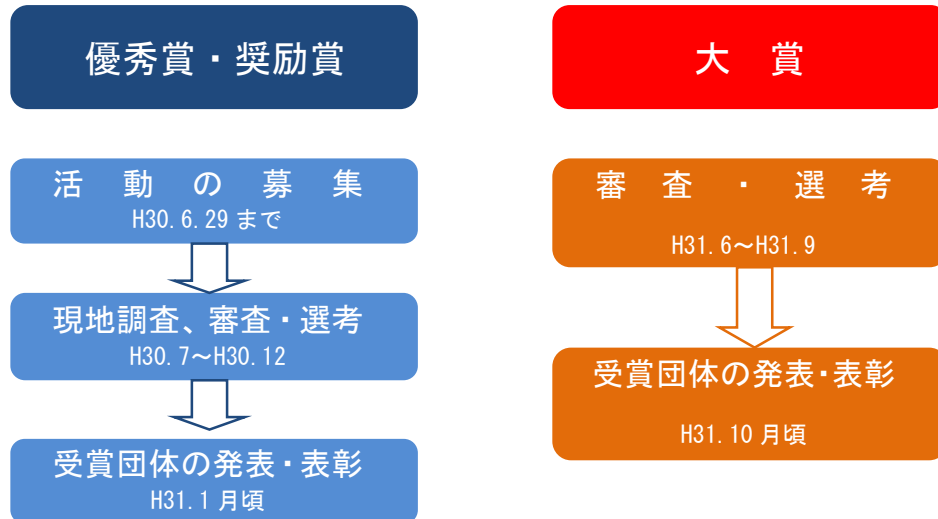 優秀賞・奨励賞
活動の募集
H30.6.29 まで
現地調査、審査・選考
H30.7～H30.12
受賞団体の発表・表彰
H31.1 月頃
大 賞
審査・選考
H31.6～H31.9
受賞団体の発表・表彰
H31.10 月頃